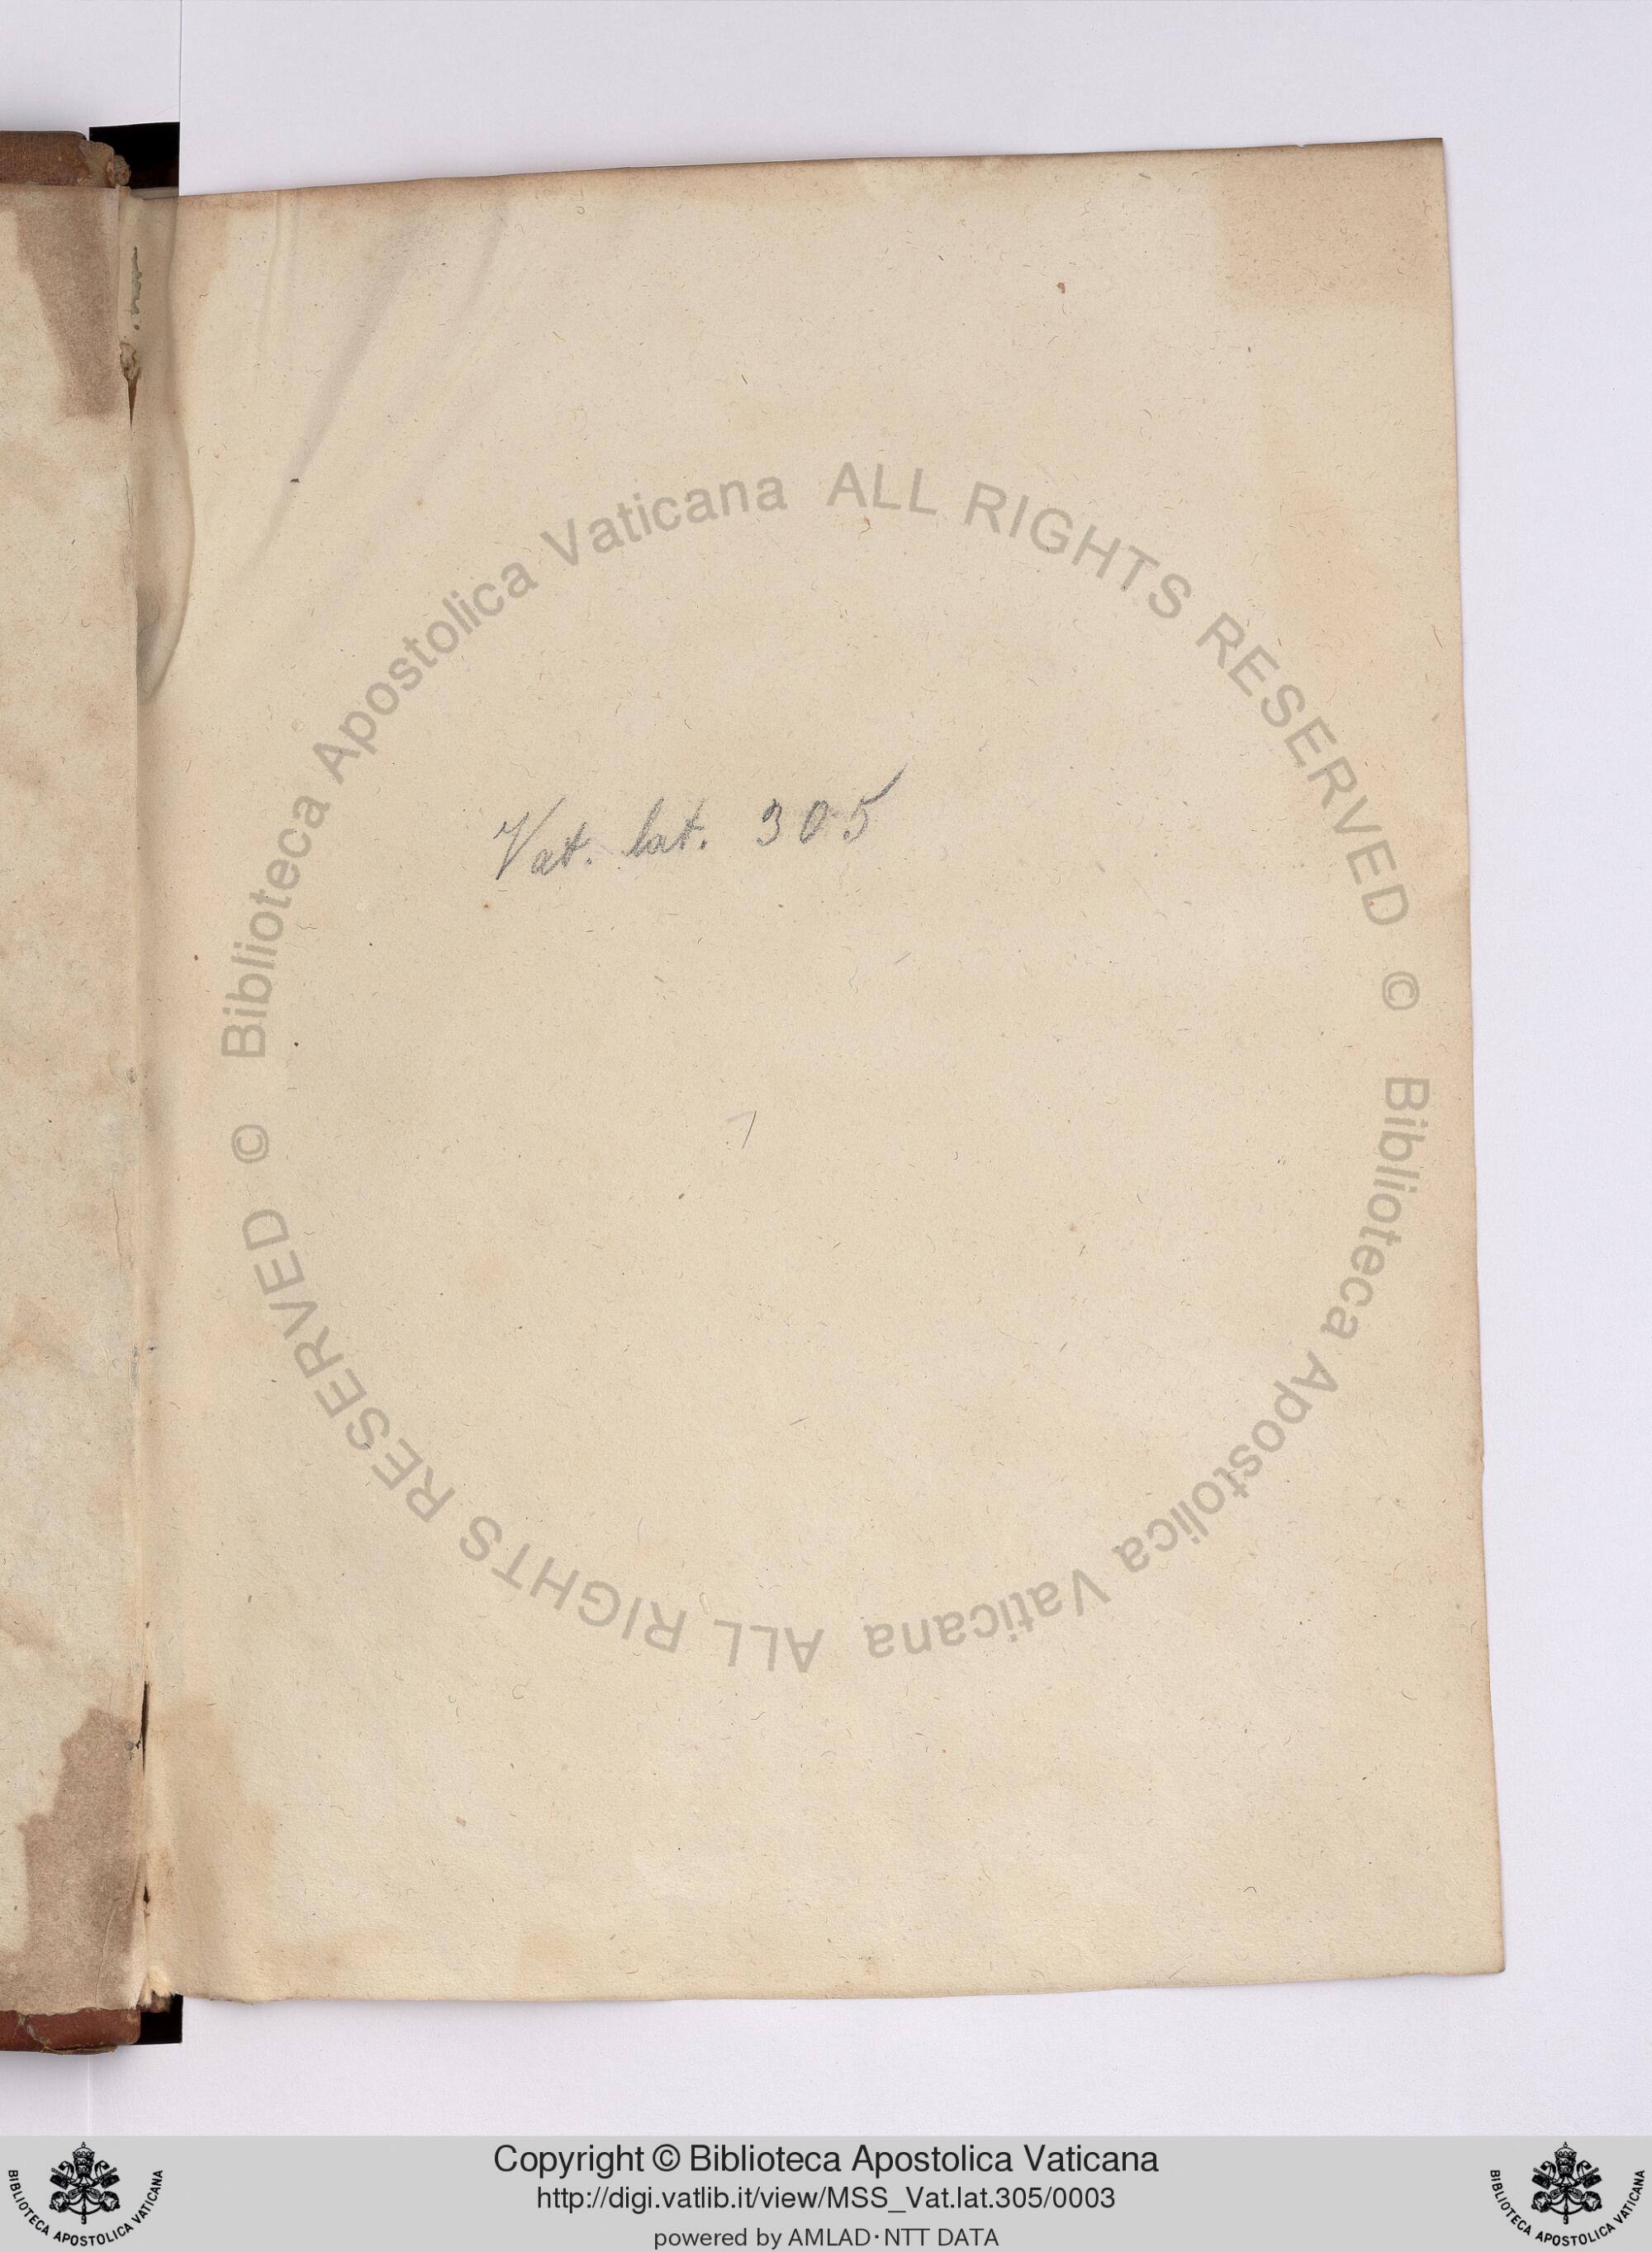 Vat. lat. 305
© Biblioteca Apostolica Vaticana ALL RIGHTS RESERVED © Biblioteca Apostolica Vaticana ALL RIGHTS RESERVED
Copyright © Biblioteca Apostolica Vaticana
http://digi.vatlib.it/view/MSS_Vat.lat.305/0003
powered by AMLAD·NTT DATA
BIBLIOTECA APOSTOLICA VATICANA
BIBLIOTECA APOSTOLICA VATICANA